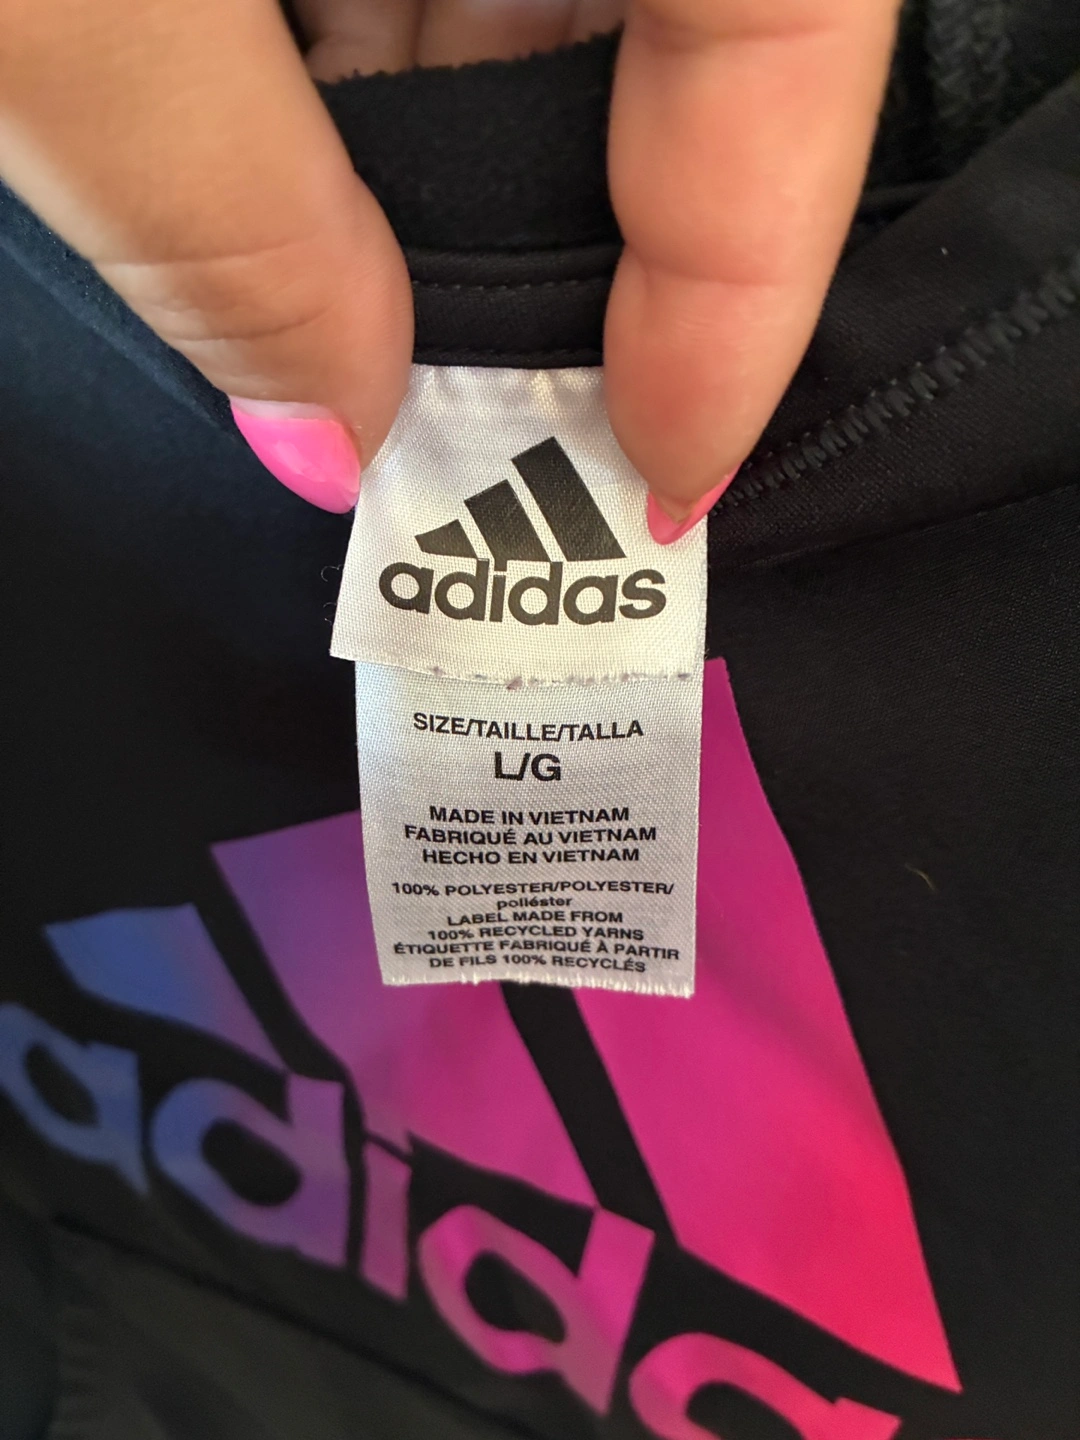 adidas
SIZE/TAILLE/TALLA
L/G
MADE IN VIETNAM
FABRIQUÉ AU VIETNAM
HECHO EN VIETNAM
100% POLYESTER/POLYESTER/
poliéster
LABEL MADE FROM
100% RECYCLED YARNS
ÉTIQUETTE FABRIQUÉ À PARTIR
DE FILS 100% RECYCLÉS
adida